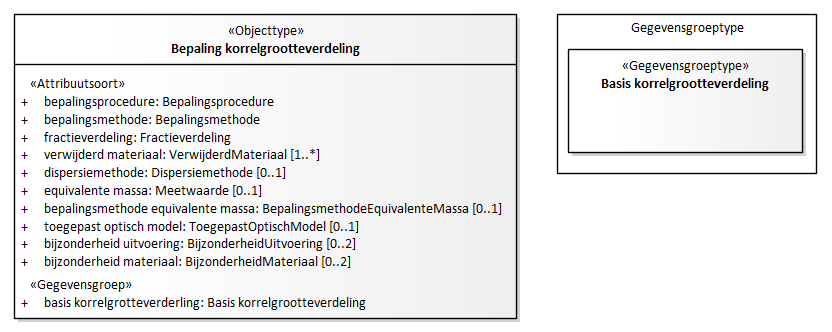 «Objecttype»
Bepaling korrelgrootteverdeling
«Attribuutsoort»
+ bepalingsprocedure: Bepalingsprocedure
+ bepalingsmethode: Bepalingsmethode
+ fractieverdeling: Fractieverdeling
+ verwijderd materiaal: VerwijderdMateriaal [1..*]
+ dispersiemethode: Dispersiemethode [0..1]
+ equivalente massa: Meetwaarde [0..1]
+ bepalingsmethode equivalente massa: BepalingsmethodeEquivalenteMassa [0..1]
+ toegepast optisch model: ToegepastOptischModel [0..1]
+ bijzonderheid uitvoering: BijzonderheidUitvoering [0..2]
+ bijzonderheid materiaal: BijzonderheidMateriaal [0..2]
«Gegevensgroep»
+ basis korrelgrotteverderling: Basis korrelgrootteverdeling
Gegevensgroeptype
«Gegevensgroeptype»
Basis korrelgrootteverdeling